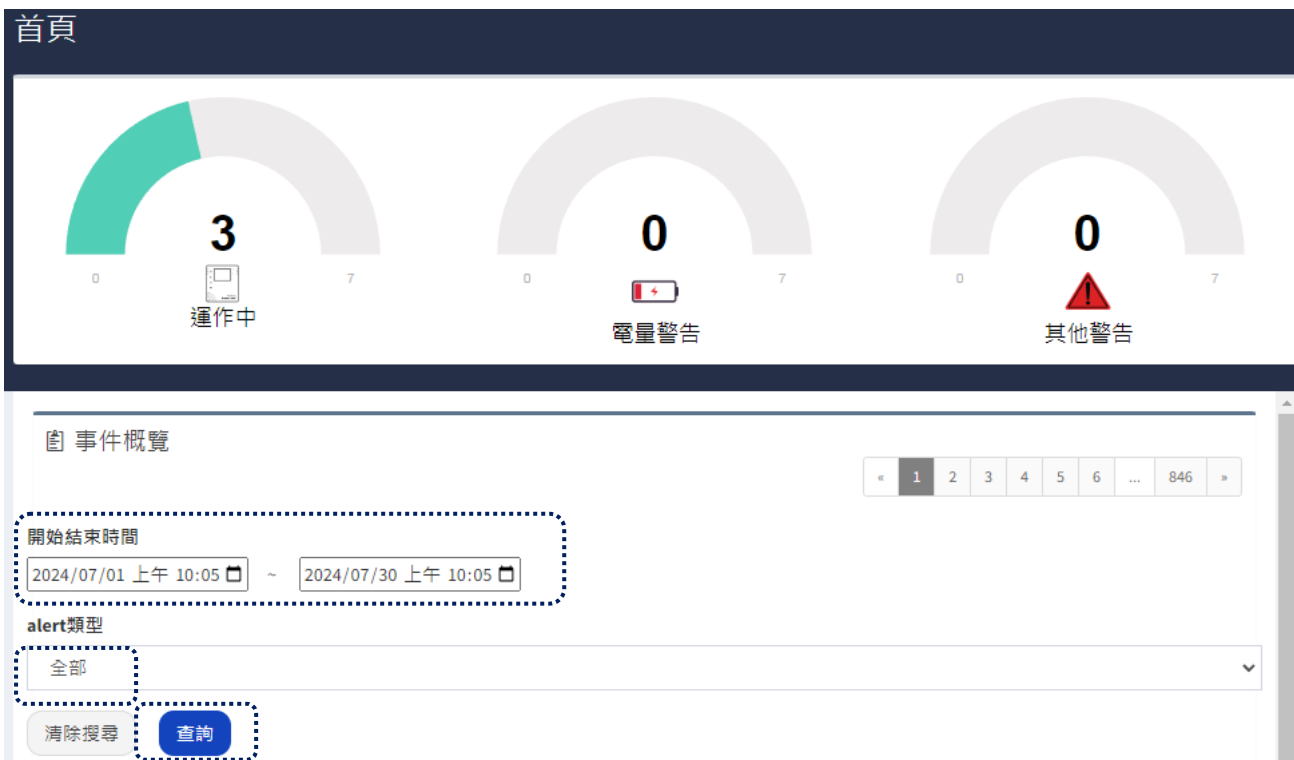 首頁
3
0
0
0 7
0 7
0 7
運作中
電量警告
其他警告
事件概覽
« 1 2 3 4 5 6 ... 846 »
開始結束時間
2024/07/01 上午 10:05 ~ 2024/07/30 上午 10:05
alert類型
全部
清除搜尋 查詢